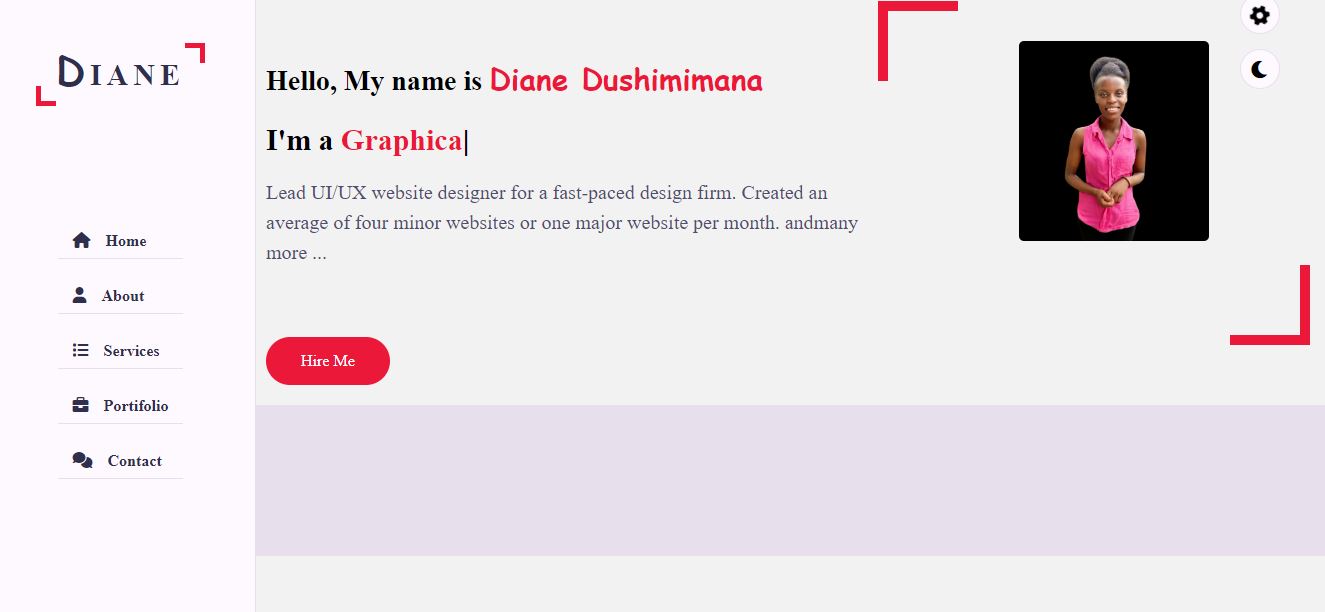 DIANE
Home
About
Services
Portifolio
Contact
Hello, My name is Diane Dushimimana
I'm a Graphica|
Lead UI/UX website designer for a fast-paced design firm. Created an
average of four minor websites or one major website per month. andmany
more ...
Hire Me